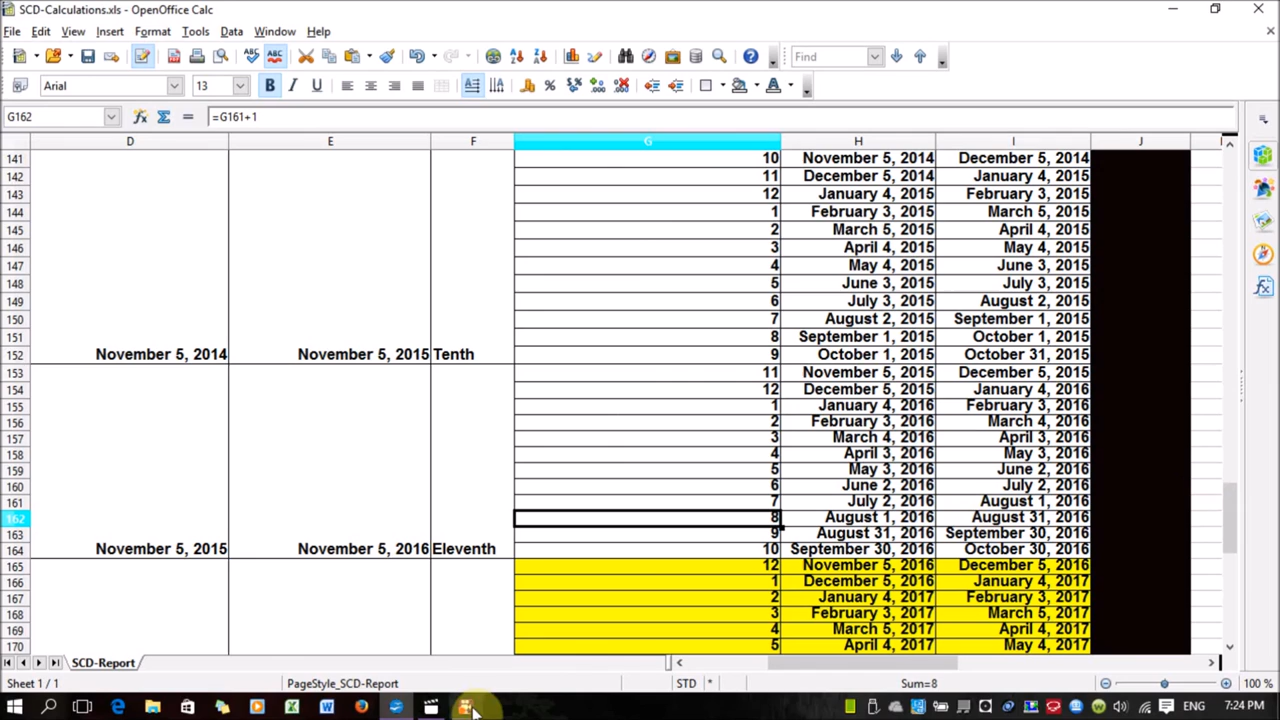 SCD-Calculations.xls - OpenOffice Calc
File Edit View Insert Format Tools Data Window Help
Find
Arial 13 B I U
G162 =G161+1
D E F G H I J
141 10 November 5, 2014 December 5, 2014
142 11 December 5, 2014 January 4, 2015
143 12 January 4, 2015 February 3, 2015
144 1 February 3, 2015 March 5, 2015
145 2 March 5, 2015 April 4, 2015
146 3 April 4, 2015 May 4, 2015
147 4 May 4, 2015 June 3, 2015
148 5 June 3, 2015 July 3, 2015
149 6 July 3, 2015 August 2, 2015
150 7 August 2, 2015 September 1, 2015
151 8 September 1, 2015 October 1, 2015
152 November 5, 2014 November 5, 2015 Tenth 9 October 1, 2015 October 31, 2015
153 11 November 5, 2015 December 5, 2015
154 12 December 5, 2015 January 4, 2016
155 1 January 4, 2016 February 3, 2016
156 2 February 3, 2016 March 4, 2016
157 3 March 4, 2016 April 3, 2016
158 4 April 3, 2016 May 3, 2016
159 5 May 3, 2016 June 2, 2016
160 6 June 2, 2016 July 2, 2016
161 7 July 2, 2016 August 1, 2016
162 8 August 1, 2016 August 31, 2016
163 9 August 31, 2016 September 30, 2016
164 November 5, 2015 November 5, 2016 Eleventh 10 September 30, 2016 October 30, 2016
165 12 November 5, 2016 December 5, 2016
166 1 December 5, 2016 January 4, 2017
167 2 January 4, 2017 February 3, 2017
168 3 February 3, 2017 March 5, 2017
169 4 March 5, 2017 April 4, 2017
170 5 April 4, 2017 May 4, 2017
SCD-Report
Sheet 1 / 1 PageStyle_SCD-Report STD * Sum=8 100 %
ENG 7:24 PM